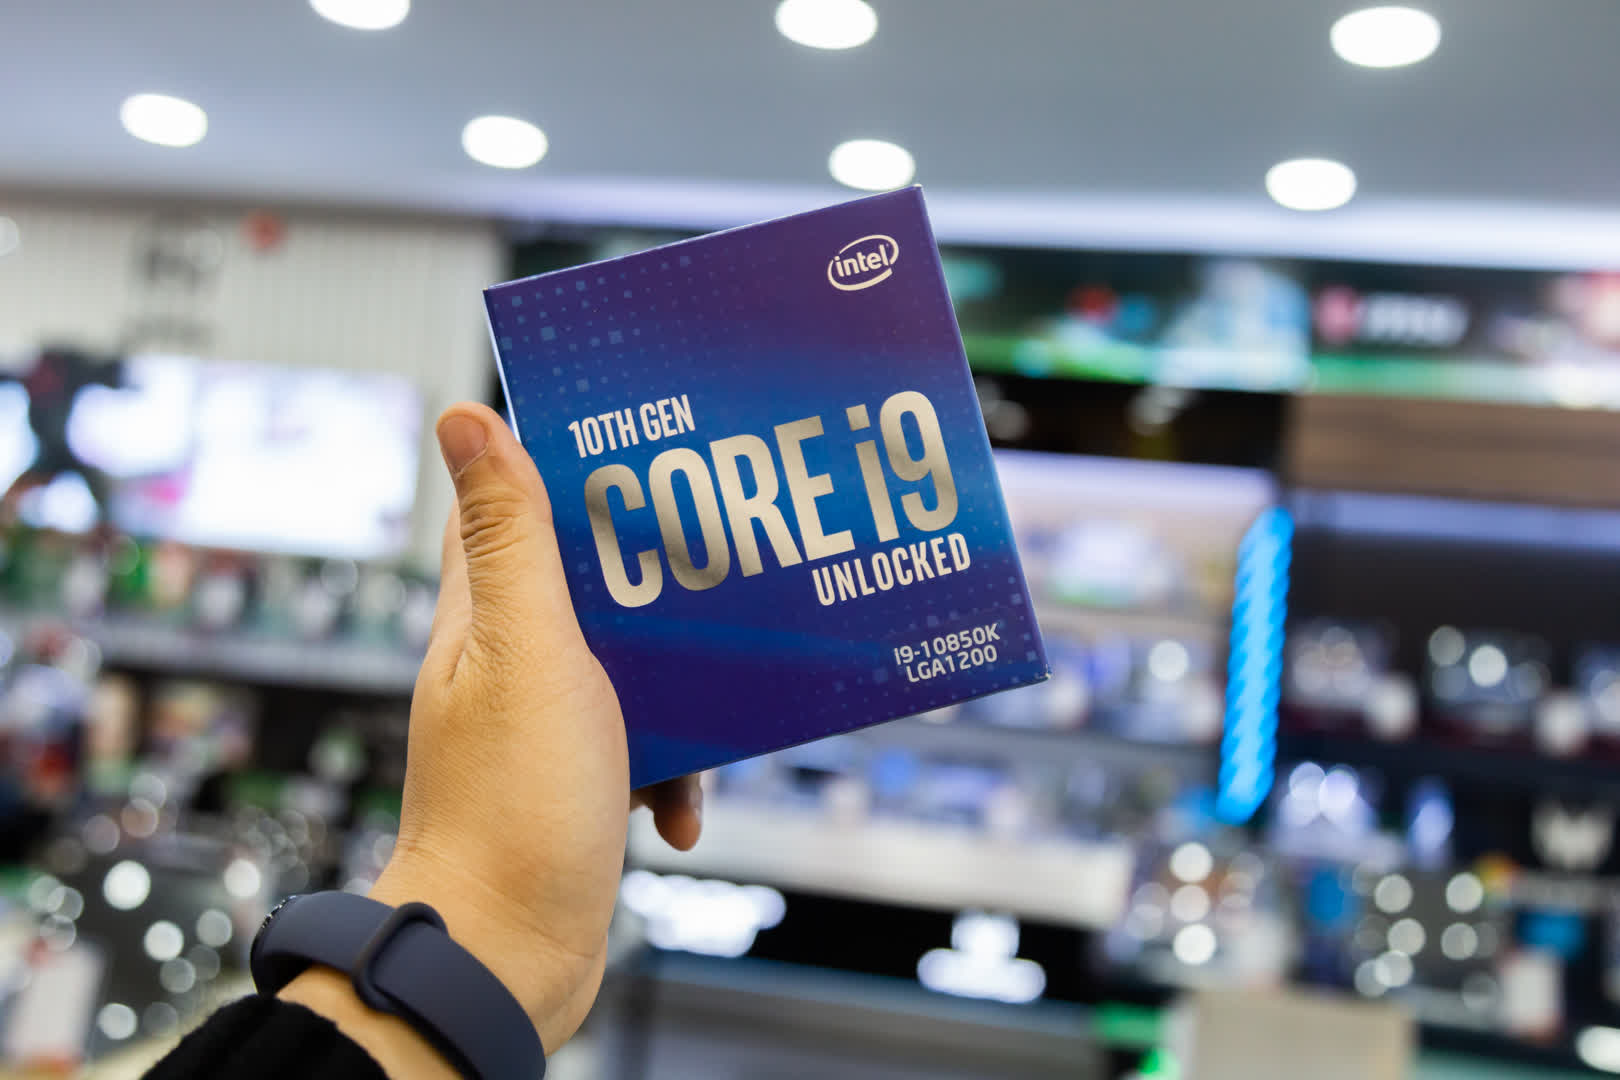 intel
10TH GEN
CORE i9
UNLOCKED
I9-10850K
LGA1200